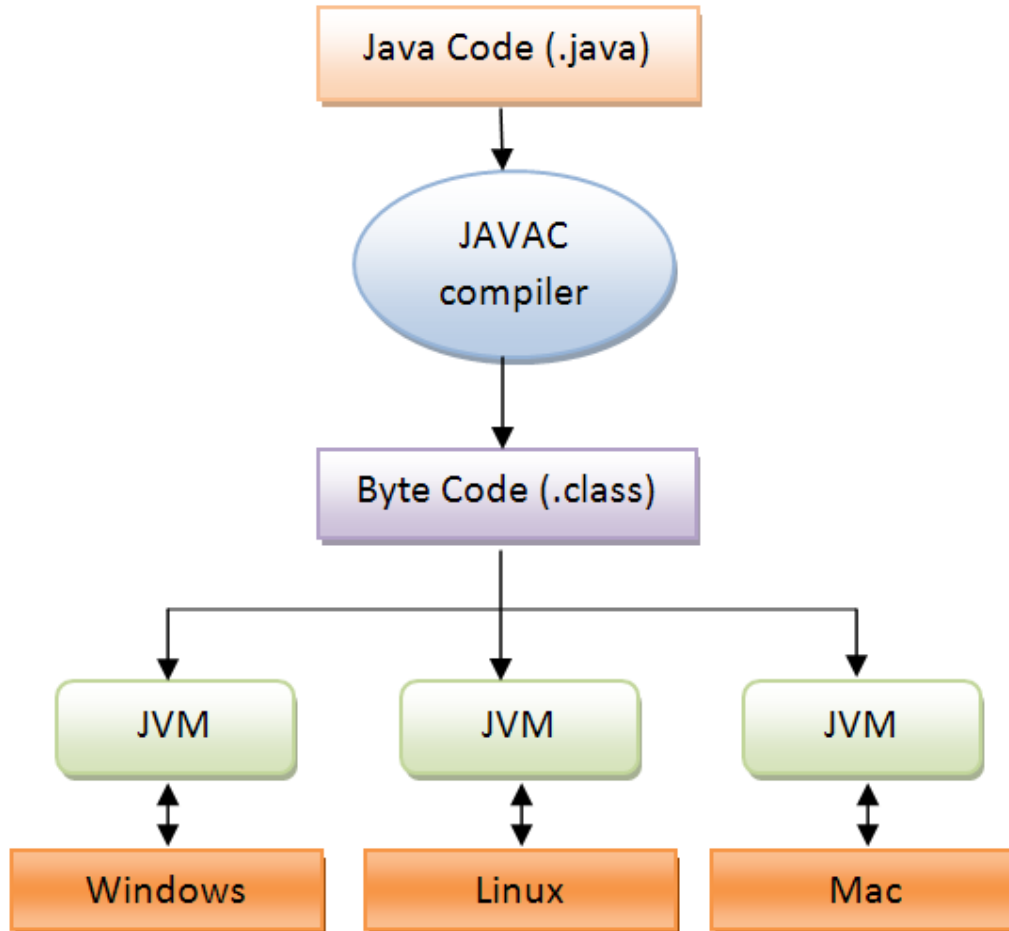 Java Code (.java)
JAVAC
compiler
Byte Code (.class)
JVM
JVM
JVM
Windows
Linux
Mac